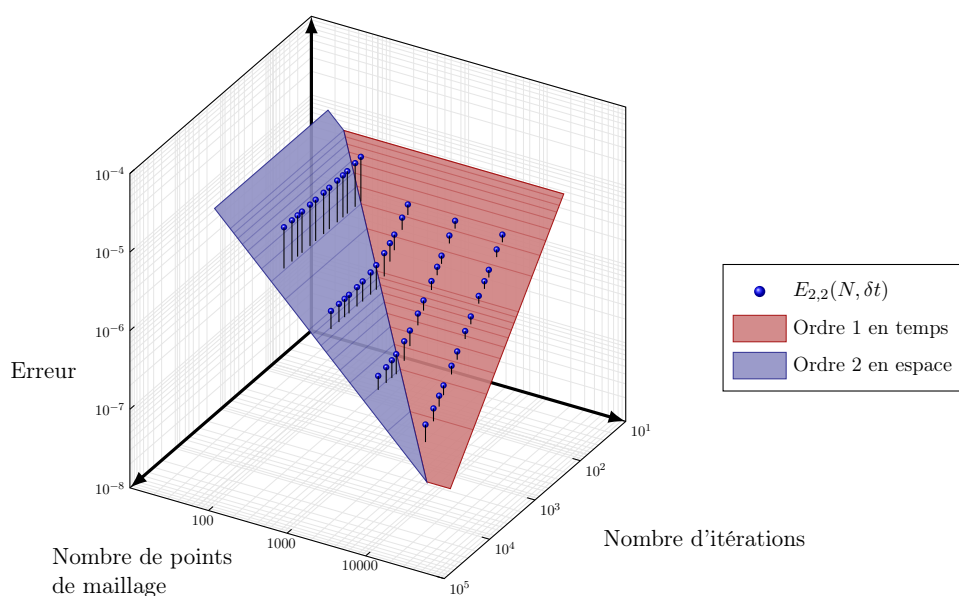 10⁻⁴
10⁻⁵
10⁻⁶
10⁻⁷
10⁻⁸
Erreur
100
1000
10000
Nombre de points
de maillage
10¹
10²
10³
10⁴
10⁵
Nombre d'itérations
E₂,₂(N, δt)
Ordre 1 en temps
Ordre 2 en espace